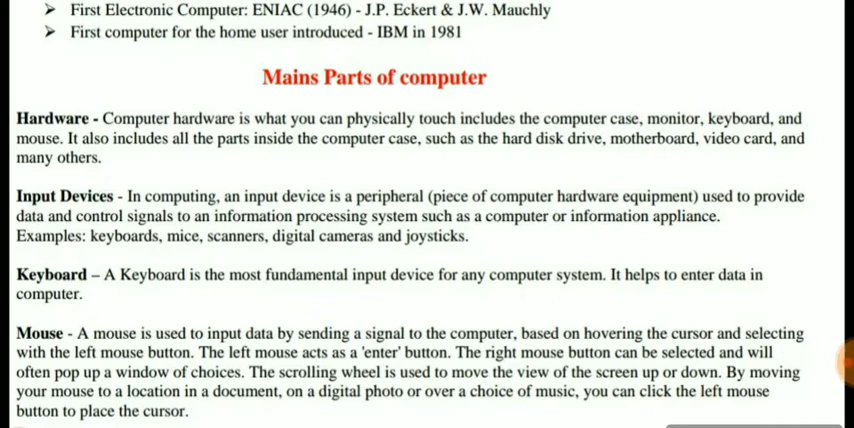 ➢ First Electronic Computer: ENIAC (1946) - J.P. Eckert & J.W. Mauchly
➢ First computer for the home user introduced - IBM in 1981
Mains Parts of computer
Hardware - Computer hardware is what you can physically touch includes the computer case, monitor, keyboard, and
mouse. It also includes all the parts inside the computer case, such as the hard disk drive, motherboard, video card, and
many others.
Input Devices - In computing, an input device is a peripheral (piece of computer hardware equipment) used to provide
data and control signals to an information processing system such as a computer or information appliance.
Examples: keyboards, mice, scanners, digital cameras and joysticks.
Keyboard – A Keyboard is the most fundamental input device for any computer system. It helps to enter data in
computer.
Mouse - A mouse is used to input data by sending a signal to the computer, based on hovering the cursor and selecting
with the left mouse button. The left mouse acts as a 'enter' button. The right mouse button can be selected and will
often pop up a window of choices. The scrolling wheel is used to move the view of the screen up or down. By moving
your mouse to a location in a document, on a digital photo or over a choice of music, you can click the left mouse
button to place the cursor.